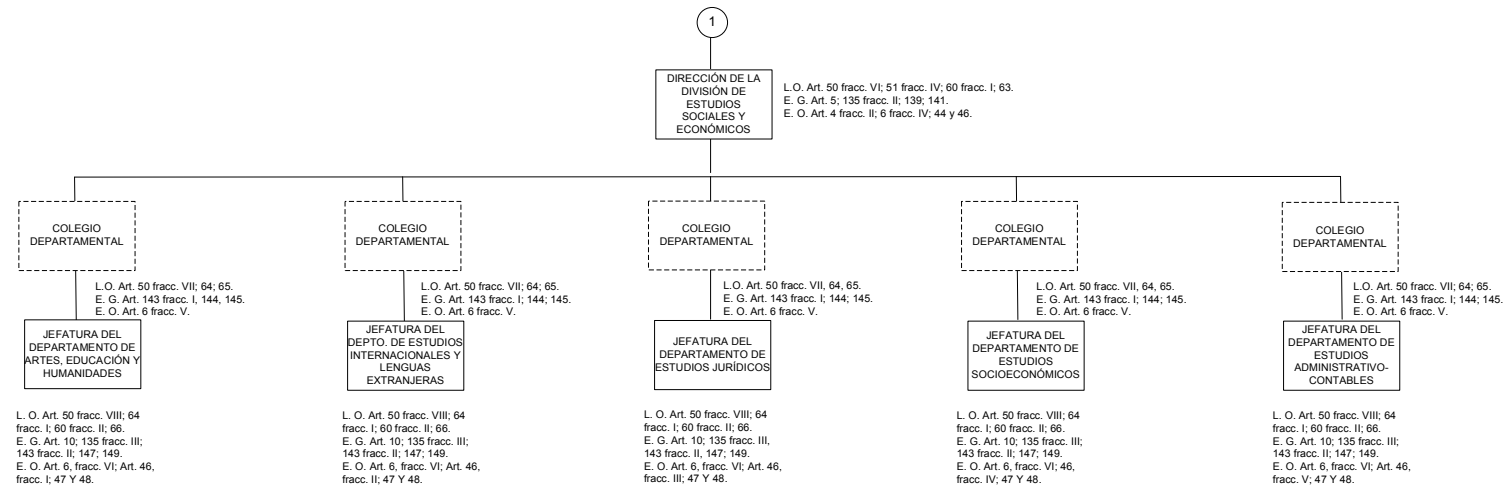 1
DIRECCIÓN DE LA
DIVISIÓN DE
ESTUDIOS
SOCIALES Y
ECONÓMICOS
L.O. Art. 50 fracc. VI; 51 fracc. IV; 60 fracc. I; 63.
E. G. Art. 5; 135 fracc. II; 139; 141.
E. O. Art. 4 fracc. II; 6 fracc. IV; 44 y 46.
COLEGIO
DEPARTAMENTAL
L.O. Art. 50 fracc. VII; 64; 65.
E. G. Art. 143 fracc. I, 144, 145.
E. O. Art. 6 fracc. V.
JEFATURA DEL
DEPARTAMENTO DE
ARTES, EDUCACIÓN Y
HUMANIDADES
L. O. Art. 50 fracc. VIII; 64
fracc. I; 60 fracc. II; 66.
E. G. Art. 10; 135 fracc. III;
143 fracc. II; 147; 149.
E. O. Art. 6, fracc. VI; Art. 46,
fracc. I; 47 Y 48.
COLEGIO
DEPARTAMENTAL
L.O. Art. 50 fracc. VII; 64; 65.
E. G. Art. 143 fracc. I; 144; 145.
E. O. Art. 6 fracc. V.
JEFATURA DEL
DEPTO. DE ESTUDIOS
INTERNACIONALES Y
LENGUAS
EXTRANJERAS
L. O. Art. 50 fracc. VIII; 64
fracc. I; 60 fracc. II; 66.
E. G. Art. 10; 135 fracc. III;
143 fracc. II; 147; 149.
E. O. Art. 6, fracc. VI; Art. 46,
fracc. II; 47 Y 48.
COLEGIO
DEPARTAMENTAL
L.O. Art. 50 fracc. VII, 64, 65.
E. G. Art. 143 fracc. I; 144; 145.
E. O. Art. 6 fracc. V.
JEFATURA DEL
DEPARTAMENTO DE
ESTUDIOS JURÍDICOS
L. O. Art. 50 fracc. VIII; 64
fracc. I; 60 fracc. II; 66.
E. G. Art. 10; 135 fracc. III,
143 fracc. II, 147; 149.
E. O. Art. 6, fracc. VI; Art. 46,
fracc. III; 47 Y 48.
COLEGIO
DEPARTAMENTAL
L.O. Art. 50 fracc. VII, 64, 65.
E. G. Art. 143 fracc. I; 144; 145.
E. O. Art. 6 fracc. V.
JEFATURA DEL
DEPARTAMENTO DE
ESTUDIOS
SOCIOECONÓMICOS
L. O. Art. 50 fracc. VIII; 64
fracc. I; 60 fracc. II; 66.
E. G. Art. 10; 135 fracc. III;
143 fracc. II; 147; 149.
E. O. Art. 6, fracc. VI; 46,
fracc. IV; 47 Y 48.
COLEGIO
DEPARTAMENTAL
L.O. Art. 50 fracc. VII; 64; 65.
E. G. Art. 143 fracc. I; 144; 145.
E. O. Art. 6 fracc. V.
JEFATURA DEL
DEPARTAMENTO DE
ESTUDIOS
ADMINISTRATIVO-
CONTABLES
L. O. Art. 50 fracc. VIII; 64
fracc. I; 60 fracc. II; 66.
E. G. Art. 10; 135 fracc. III;
143 fracc. II; 147; 149.
E. O. Art. 6, fracc. VI; Art. 46,
fracc. V; 47 Y 48.